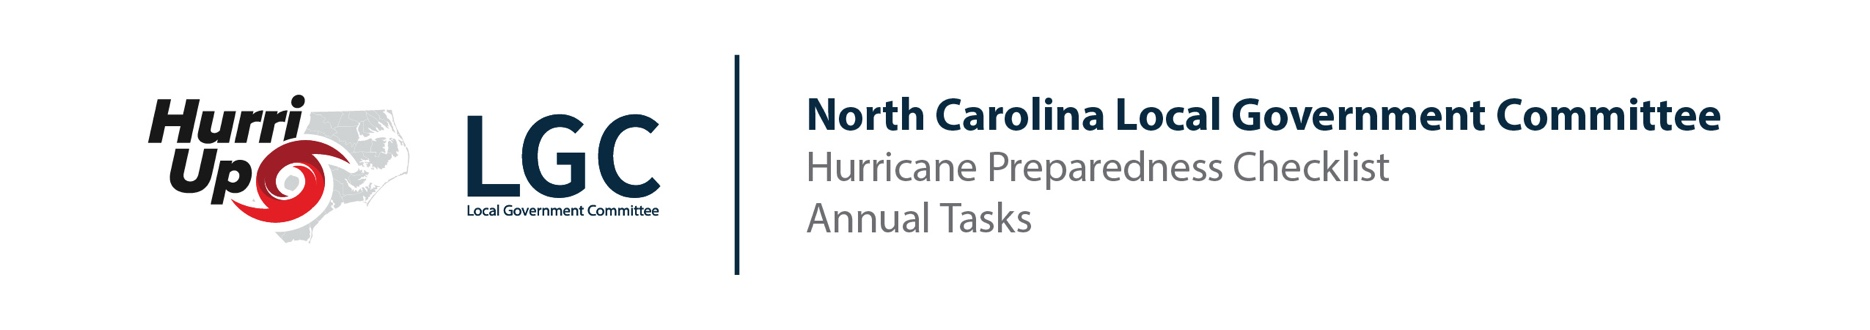 Hurri
Up
LGC
Local Government Committee
North Carolina Local Government Committee
Hurricane Preparedness Checklist
Annual Tasks